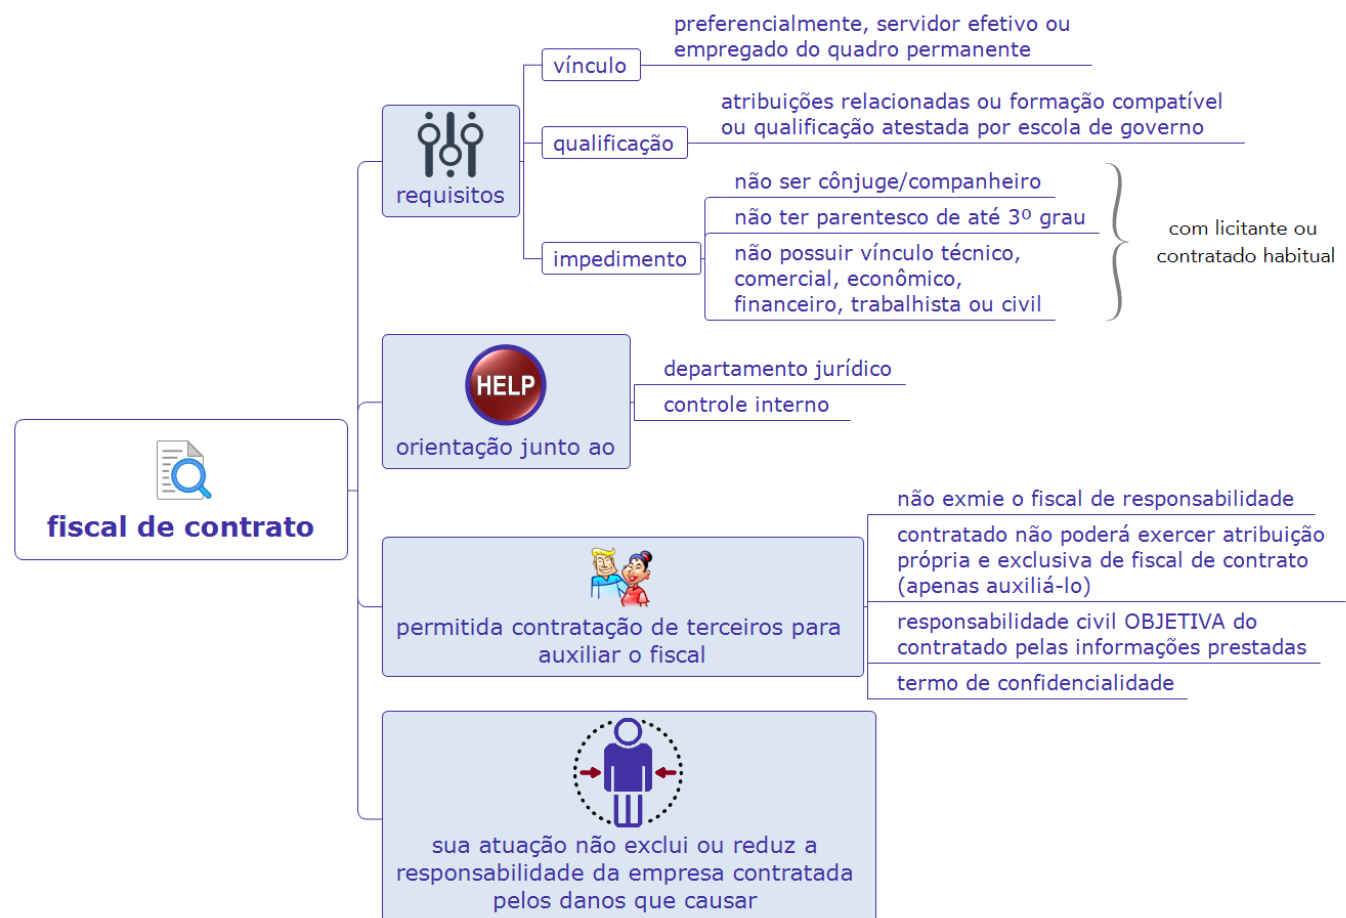 fiscal de contrato
requisitos
vínculo
preferencialmente, servidor efetivo ou
empregado do quadro permanente
qualificação
atribuições relacionadas ou formação compatível
ou qualificação atestada por escola de governo
impedimento
não ser cônjuge/companheiro
não ter parentesco de até 3º grau
não possuir vínculo técnico,
comercial, econômico,
financeiro, trabalhista ou civil
com licitante ou
contratado habitual
HELP
orientação junto ao
departamento jurídico
controle interno
permitida contratação de terceiros para
auxiliar o fiscal
não exmie o fiscal de responsabilidade
contratado não poderá exercer atribuição
própria e exclusiva de fiscal de contrato
(apenas auxiliá-lo)
responsabilidade civil OBJETIVA do
contratado pelas informações prestadas
termo de confidencialidade
sua atuação não exclui ou reduz a
responsabilidade da empresa contratada
pelos danos que causar